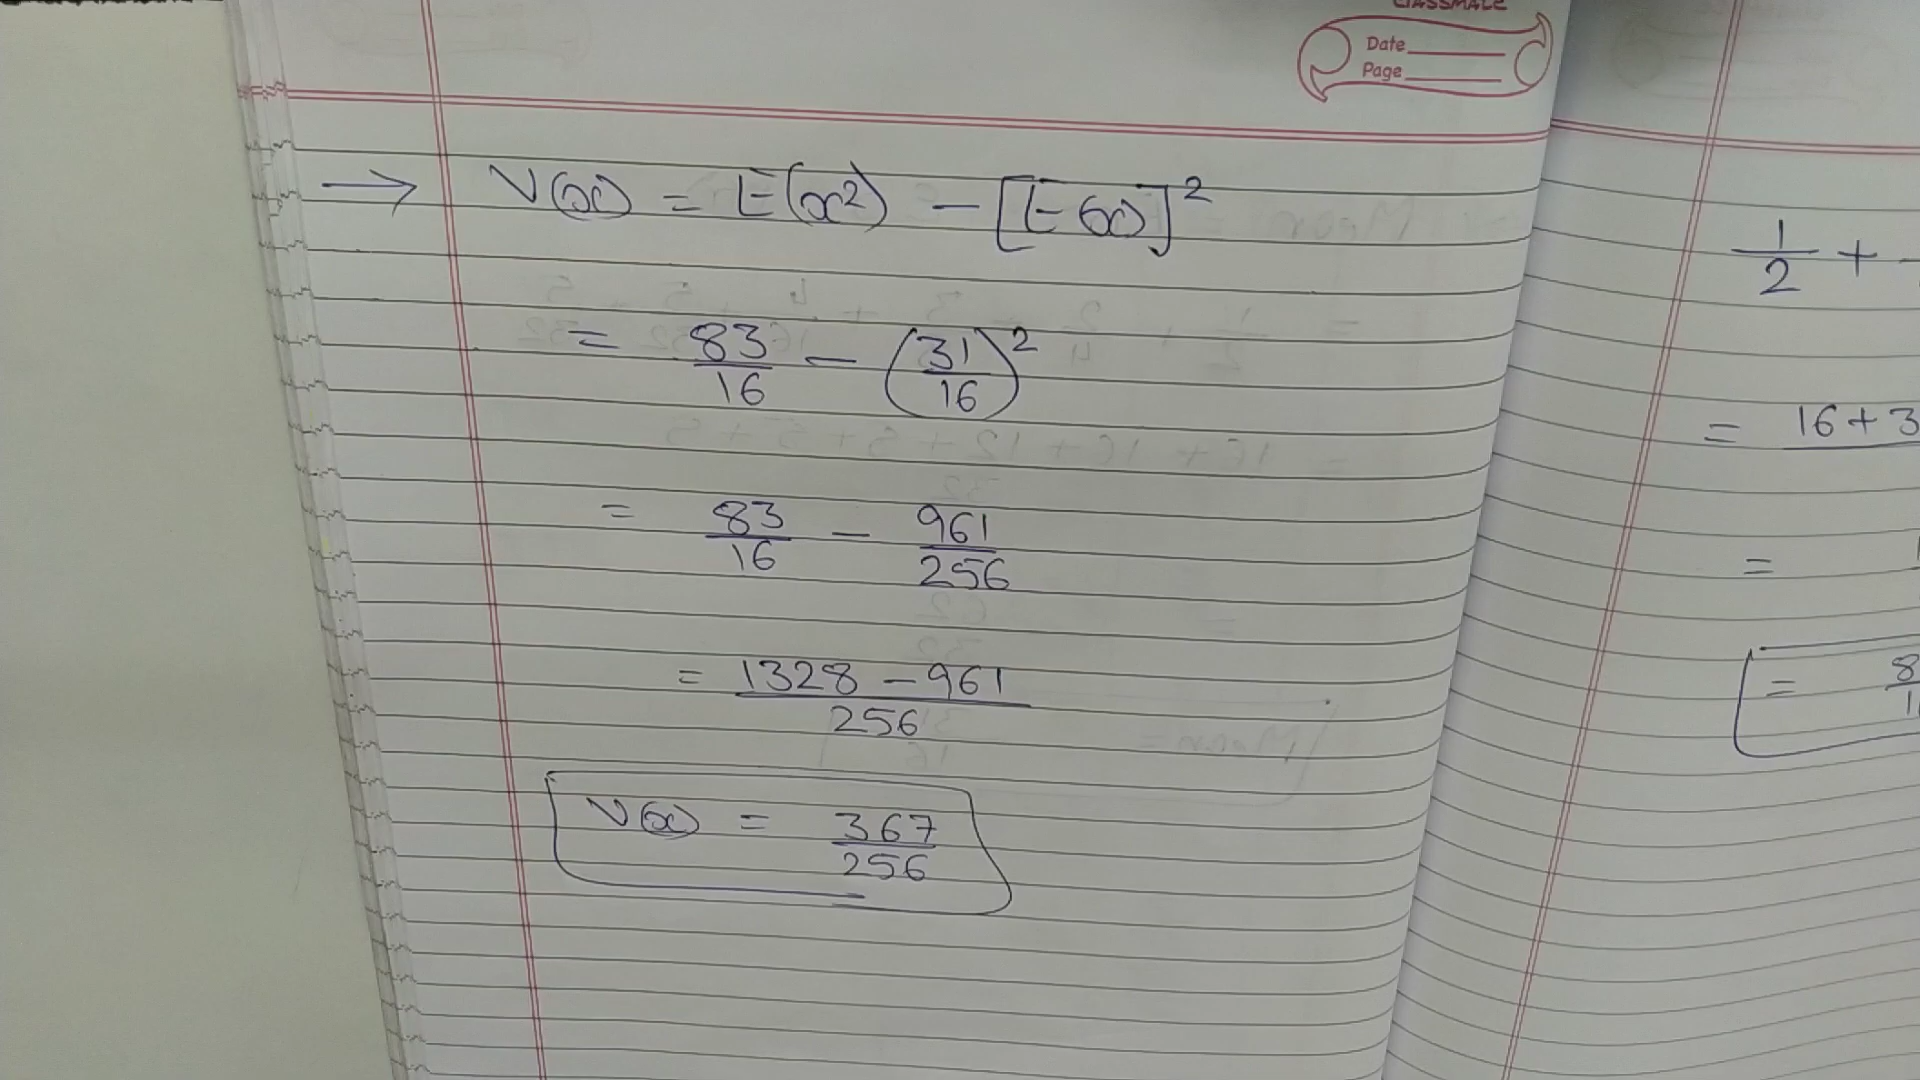 classmate
Date
Page
→ V(x) = E(x²) − [E(x)]²
= 83/16 − (31/16)²
= 83/16 − 961/256
= 1328 − 961 / 256
V(x) = 367/256
1/2 +
= 16 + 3
=
= 8